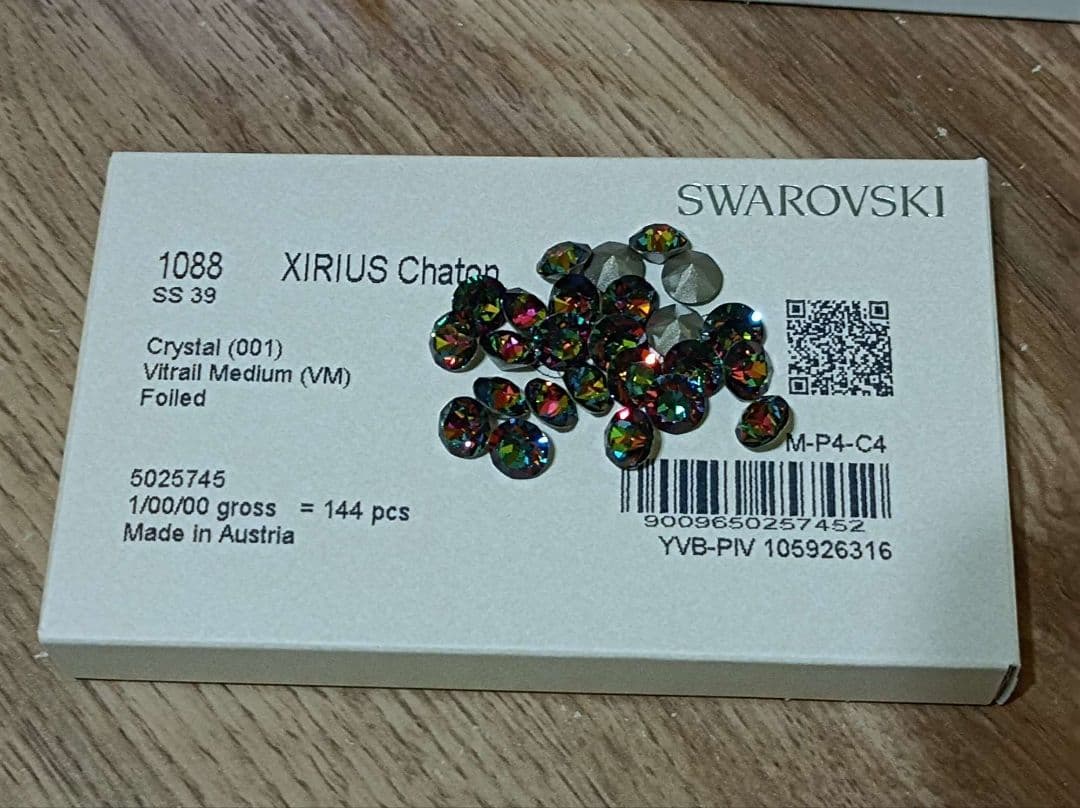 SWAROVSKI
1088 XIRIUS Chaton
SS 39
Crystal (001)
Vitrail Medium (VM)
Foiled
M-P4-C4
5025745
1/00/00 gross = 144 pcs
Made in Austria
9009650257452
YVB-PIV 105926316